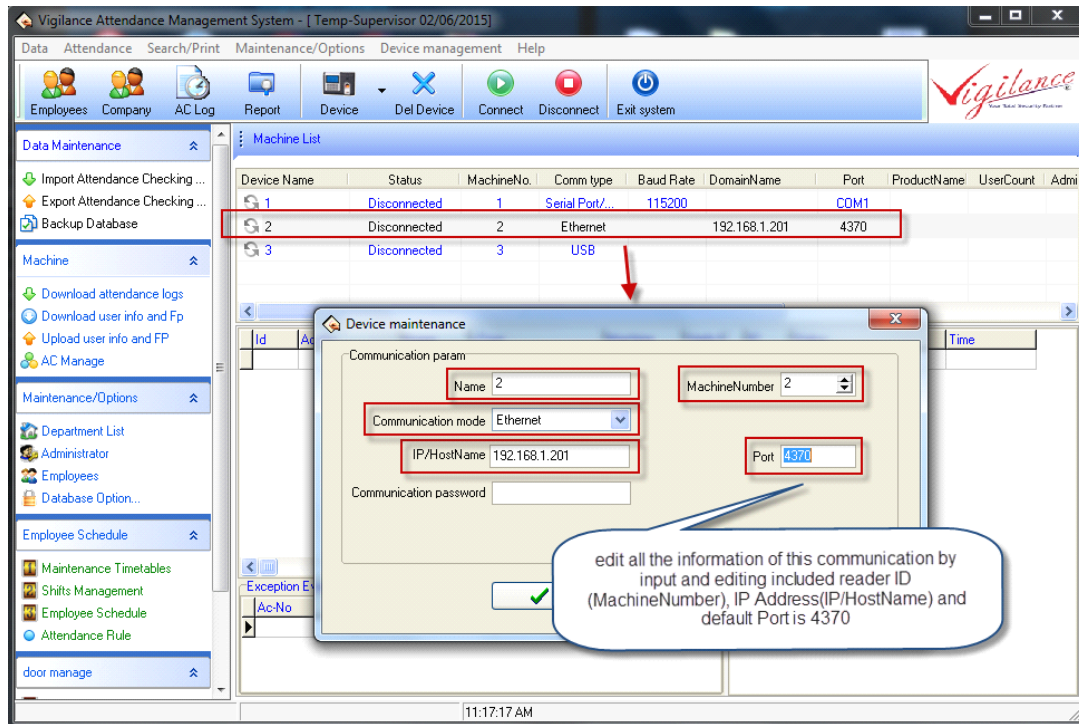 Vigilance Attendance Management System - [ Temp-Supervisor 02/06/2015]
Data Attendance Search/Print Maintenance/Options Device management Help
Employees Company AC Log Report Device Del Device Connect Disconnect Exit system
Vigilance
Your Total Security Partner
Data Maintenance
Import Attendance Checking ...
Export Attendance Checking ...
Backup Database
Machine
Download attendance logs
Download user info and Fp
Upload user info and FP
AC Manage
Maintenance/Options
Department List
Administrator
Employees
Database Option...
Employee Schedule
Maintenance Timetables
Shifts Management
Employee Schedule
Attendance Rule
door manage
Machine List
Device Name Status MachineNo. Comm type Baud Rate DomainName Port ProductName UserCount Admi
1 Disconnected 1 Serial Port/... 115200 COM1
2 Disconnected 2 Ethernet 192.168.1.201 4370
3 Disconnected 3 USB
Id Ac Time
Device maintenance
Communication param
Name 2 MachineNumber 2
Communication mode Ethernet
IP/HostName 192.168.1.201 Port 4370
Communication password
edit all the information of this communication by
input and editing included reader ID
(MachineNumber), IP Address(IP/HostName) and
default Port is 4370
Exception E
Ac-No
11:17:17 AM